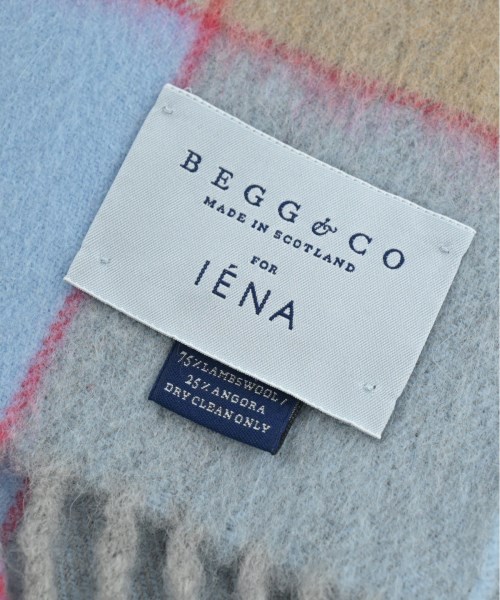 BEGG & CO
MADE IN SCOTLAND
FOR
IÉNA
75% LAMBSWOOL/
25% ANGORA
DRY CLEAN ONLY